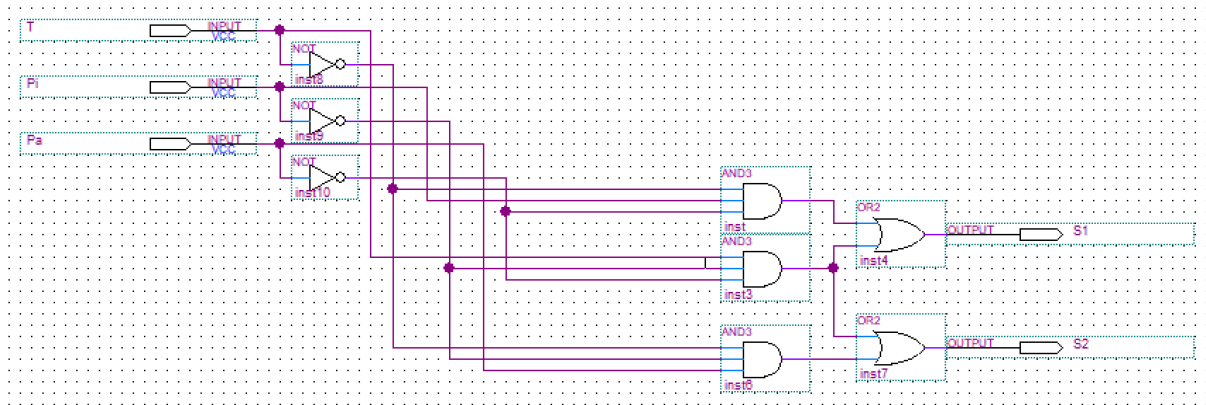 T
INPUT
VCC
NOT
inst8
Pi
INPUT
VCC
NOT
inst9
Pa
INPUT
VCC
NOT
inst10
AND3
inst
AND3
inst3
AND3
inst6
OR2
inst4
OUTPUT
S1
OR2
inst7
OUTPUT
S2